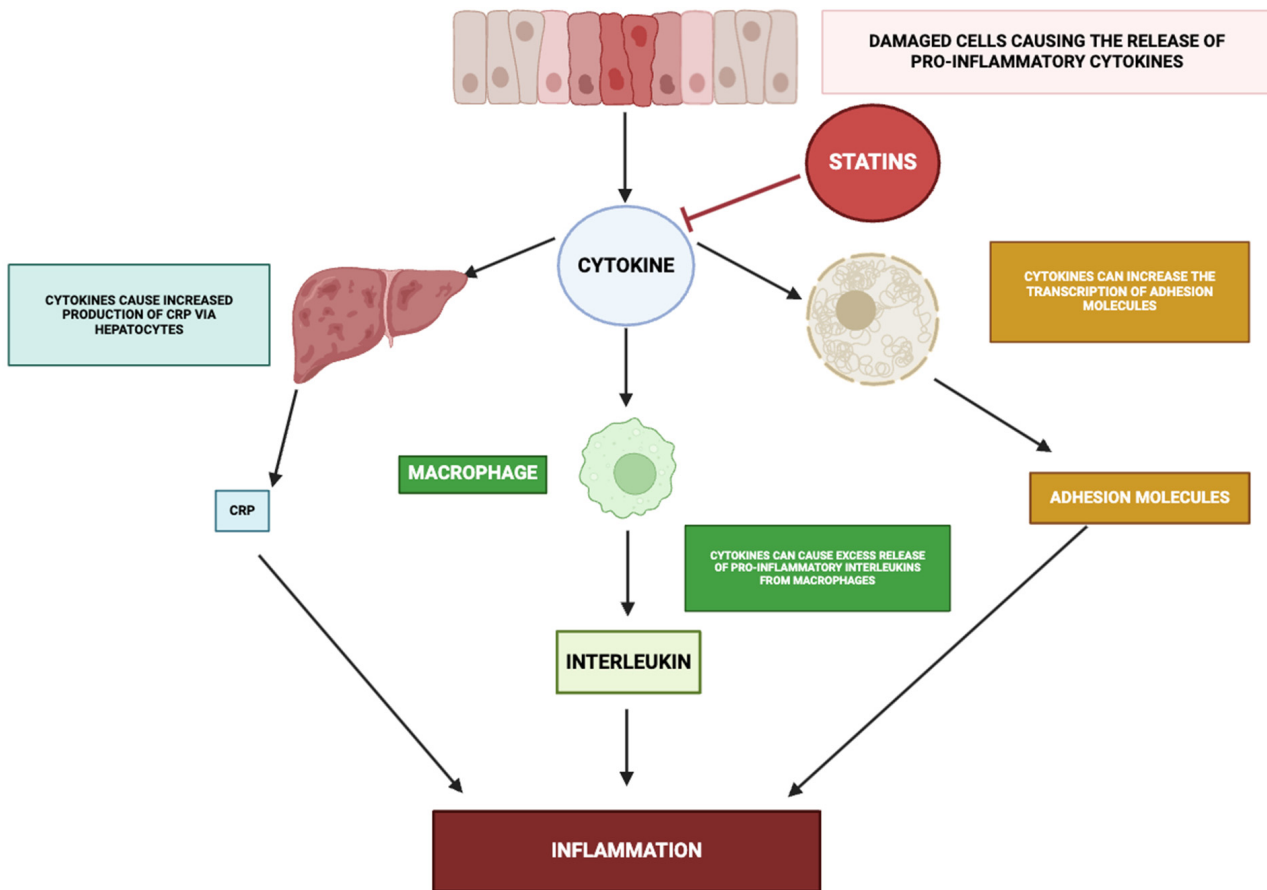 DAMAGED CELLS CAUSING THE RELEASE OF
PRO-INFLAMMATORY CYTOKINES
STATINS
CYTOKINE
CYTOKINES CAUSE INCREASED
PRODUCTION OF CRP VIA
HEPATOCYTES
CYTOKINES CAN INCREASE THE
TRANSCRIPTION OF ADHESION
MOLECULES
MACROPHAGE
CRP
ADHESION MOLECULES
CYTOKINES CAN CAUSE EXCESS RELEASE
OF PRO-INFLAMMATORY INTERLEUKINS
FROM MACROPHAGES
INTERLEUKIN
INFLAMMATION